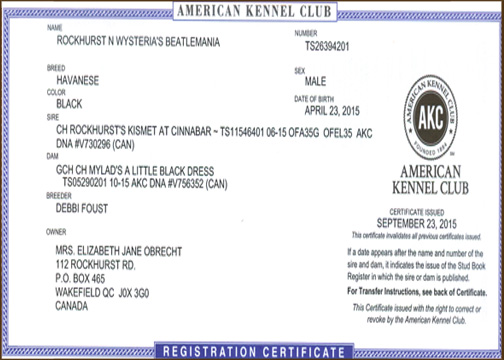 AMERICAN KENNEL CLUB
NAME
ROCKHURST N WYSTERIA'S BEATLEMANIA
NUMBER
TS26394201
BREED
HAVANESE
SEX
MALE
COLOR
BLACK
DATE OF BIRTH
APRIL 23, 2015
SIRE
CH ROCKHURST'S KISMET AT CINNABAR ~ TS11546401 06-15 OFA35G OFEL35 AKC
DNA #V730296 (CAN)
DAM
GCH CH MYLAD'S A LITTLE BLACK DRESS
TS05290201 10-15 AKC DNA #V756352 (CAN)
BREEDER
DEBBI FOUST
OWNER
MRS. ELIZABETH JANE OBRECHT
112 ROCKHURST RD.
P.O. BOX 465
WAKEFIELD QC J0X 3G0
CANADA
AMERICAN KENNEL CLUB
AKC
FOUNDED 1884
AMERICAN
KENNEL CLUB
CERTIFICATE ISSUED
SEPTEMBER 23, 2015
This certificate invalidates all previous certificates issued.
If a date appears after the name and number of the
sire and dam, it indicates the issue of the Stud Book
Register in which the sire or dam is published.
For Transfer Instructions, see back of Certificate.
This Certificate issued with the right to correct or
revoke by the American Kennel Club.
REGISTRATION CERTIFICATE